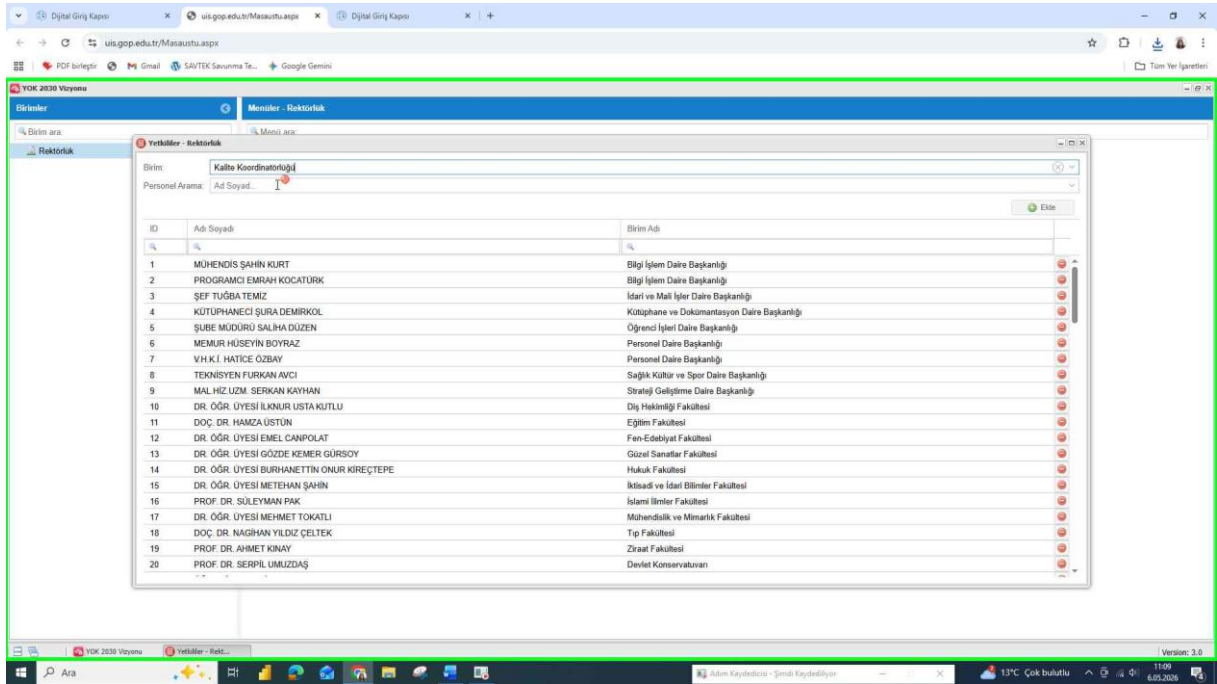 Dijital Giriş Kapısı
uis.gop.edu.tr/Masaustu.aspx
Dijital Giriş Kapısı
uis.gop.edu.tr/Masaustu.aspx
PDF birleştir
Gmail
SAVTEK Savunma Te...
Google Gemini
Tüm Yer İşaretleri
YOK 2030 Vizyonu
Birimler
Menüler - Rektörlük
Birim ara:
Menü ara:
Rektörlük
Yetkililer - Rektörlük
Birim: Kalite Koordinatörlüğü
Personel Arama: Ad Soyad...
Ekle
ID Adı Soyadı Birim Adı
1 MÜHENDİS ŞAHİN KURT Bilgi İşlem Daire Başkanlığı
2 PROGRAMCI EMRAH KOCATÜRK Bilgi İşlem Daire Başkanlığı
3 ŞEF TUĞBA TEMİZ İdari ve Mali İşler Daire Başkanlığı
4 KÜTÜPHANECİ ŞURA DEMİRKOL Kütüphane ve Dokümantasyon Daire Başkanlığı
5 ŞUBE MÜDÜRÜ SALİHA DÜZEN Öğrenci İşleri Daire Başkanlığı
6 MEMUR HÜSEYİN BOYRAZ Personel Daire Başkanlığı
7 V.H.K.İ. HATİCE ÖZBAY Personel Daire Başkanlığı
8 TEKNİSYEN FURKAN AVCI Sağlık Kültür ve Spor Daire Başkanlığı
9 MAL.HİZ.UZM. SERKAN KAYHAN Strateji Geliştirme Daire Başkanlığı
10 DR. ÖĞR. ÜYESİ İLKNUR USTA KUTLU Diş Hekimliği Fakültesi
11 DOÇ. DR. HAMZA ÜSTÜN Eğitim Fakültesi
12 DR. ÖĞR. ÜYESİ EMEL CANPOLAT Fen-Edebiyat Fakültesi
13 DR. ÖĞR. ÜYESİ GÖZDE KEMER GÜRSOY Güzel Sanatlar Fakültesi
14 DR. ÖĞR. ÜYESİ BURHANETTİN ONUR KİREÇTEPE Hukuk Fakültesi
15 DR. ÖĞR. ÜYESİ METEHAN ŞAHİN İktisadi ve İdari Bilimler Fakültesi
16 PROF. DR. SÜLEYMAN PAK İslami İlimler Fakültesi
17 DR. ÖĞR. ÜYESİ MEHMET TOKATLI Mühendislik ve Mimarlık Fakültesi
18 DOÇ. DR. NAGİHAN YILDIZ ÇELTEK Tıp Fakültesi
19 PROF. DR. AHMET KINAY Ziraat Fakültesi
20 PROF. DR. SERPİL UMUZDAŞ Devlet Konservatuvarı
YOK 2030 Vizyonu
Yetkililer - Rekt...
Version: 3.0
Ara
Adım Kaydedicisi - Şimdi Kaydediliyor
13°C Çok bulutlu
11:09
6.05.2026